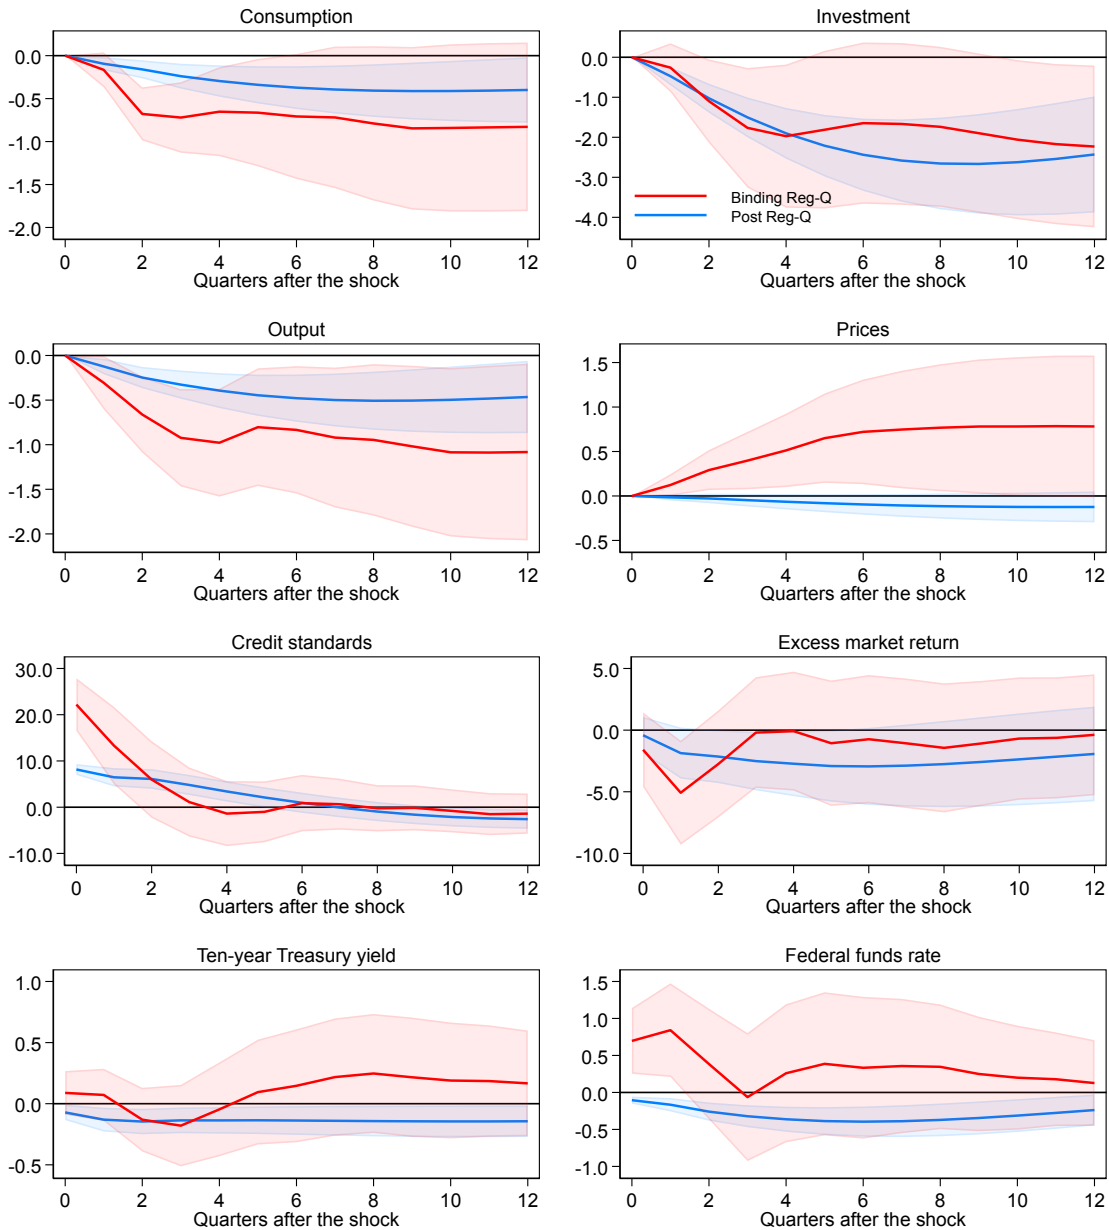 Consumption
0.0
-0.5
-1.0
-1.5
-2.0
0 2 4 6 8 10 12
Quarters after the shock
Investment
0.0
-1.0
-2.0
-3.0
-4.0
Binding Reg-Q
Post Reg-Q
0 2 4 6 8 10 12
Quarters after the shock
Output
0.0
-0.5
-1.0
-1.5
-2.0
0 2 4 6 8 10 12
Quarters after the shock
Prices
1.5
1.0
0.5
0.0
-0.5
0 2 4 6 8 10 12
Quarters after the shock
Credit standards
30.0
20.0
10.0
0.0
-10.0
0 2 4 6 8 10 12
Quarters after the shock
Excess market return
5.0
0.0
-5.0
-10.0
0 2 4 6 8 10 12
Quarters after the shock
Ten-year Treasury yield
1.0
0.5
0.0
-0.5
0 2 4 6 8 10 12
Quarters after the shock
Federal funds rate
1.5
1.0
0.5
0.0
-0.5
-1.0
0 2 4 6 8 10 12
Quarters after the shock